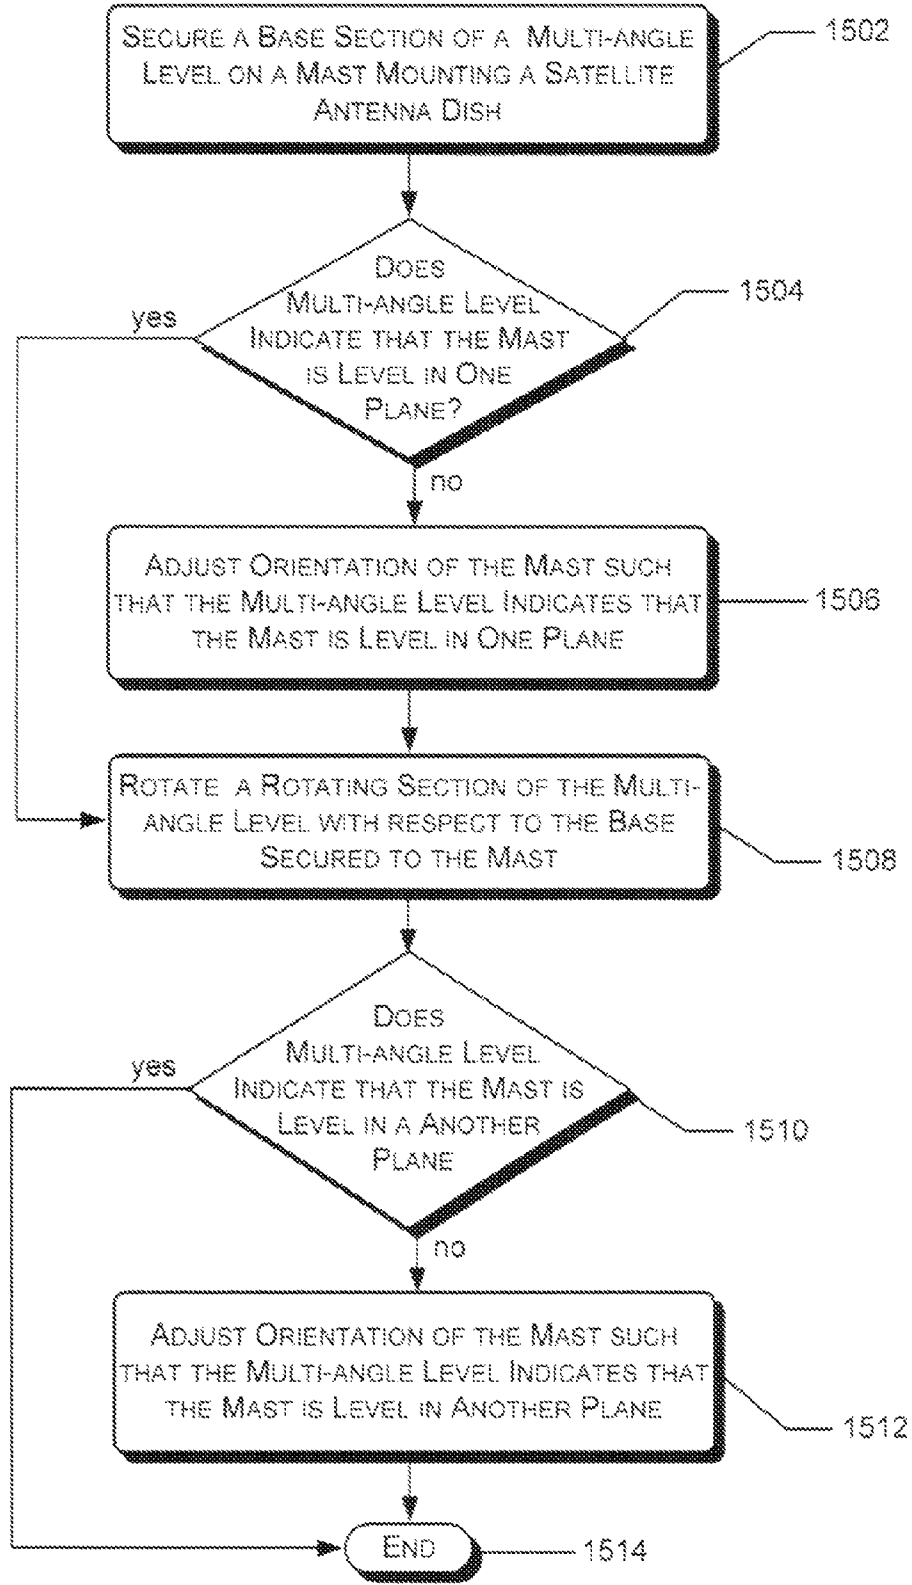 SECURE A BASE SECTION OF A MULTI-ANGLE
LEVEL ON A MAST MOUNTING A SATELLITE
ANTENNA DISH
1502
DOES
MULTI-ANGLE LEVEL
INDICATE THAT THE MAST
IS LEVEL IN ONE
PLANE?
1504
yes
no
ADJUST ORIENTATION OF THE MAST SUCH
THAT THE MULTI-ANGLE LEVEL INDICATES THAT
THE MAST IS LEVEL IN ONE PLANE
1506
ROTATE A ROTATING SECTION OF THE MULTI-
ANGLE LEVEL WITH RESPECT TO THE BASE
SECURED TO THE MAST
1508
DOES
MULTI-ANGLE LEVEL
INDICATE THAT THE MAST IS
LEVEL IN A ANOTHER
PLANE
1510
yes
no
ADJUST ORIENTATION OF THE MAST SUCH
THAT THE MULTI-ANGLE LEVEL INDICATES THAT
THE MAST IS LEVEL IN ANOTHER PLANE
1512
END
1514